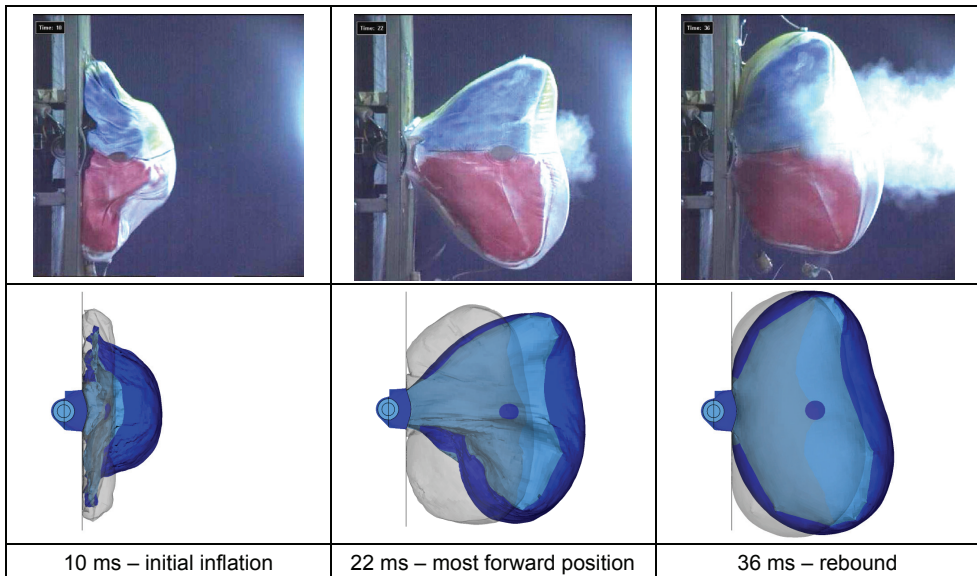 Time: 10
Time: 22
Time: 36
10 ms – initial inflation
22 ms – most forward position
36 ms – rebound